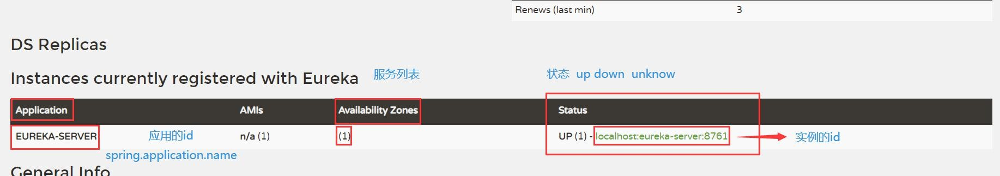 Renews (last min) 3
DS Replicas
Instances currently registered with Eureka 服务列表 状态 up down unknow
Application AMIs Availability Zones Status
EUREKA-SERVER 应用的id n/a (1) (1) UP (1) - localhost:eureka-server:8761 实例的id
spring.application.name
General Info